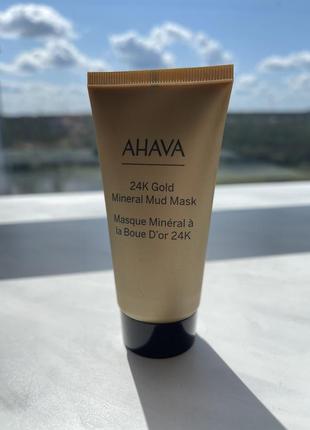 AHAVA
24K Gold
Mineral Mud Mask
Masque Minéral à
la Boue D'or 24K